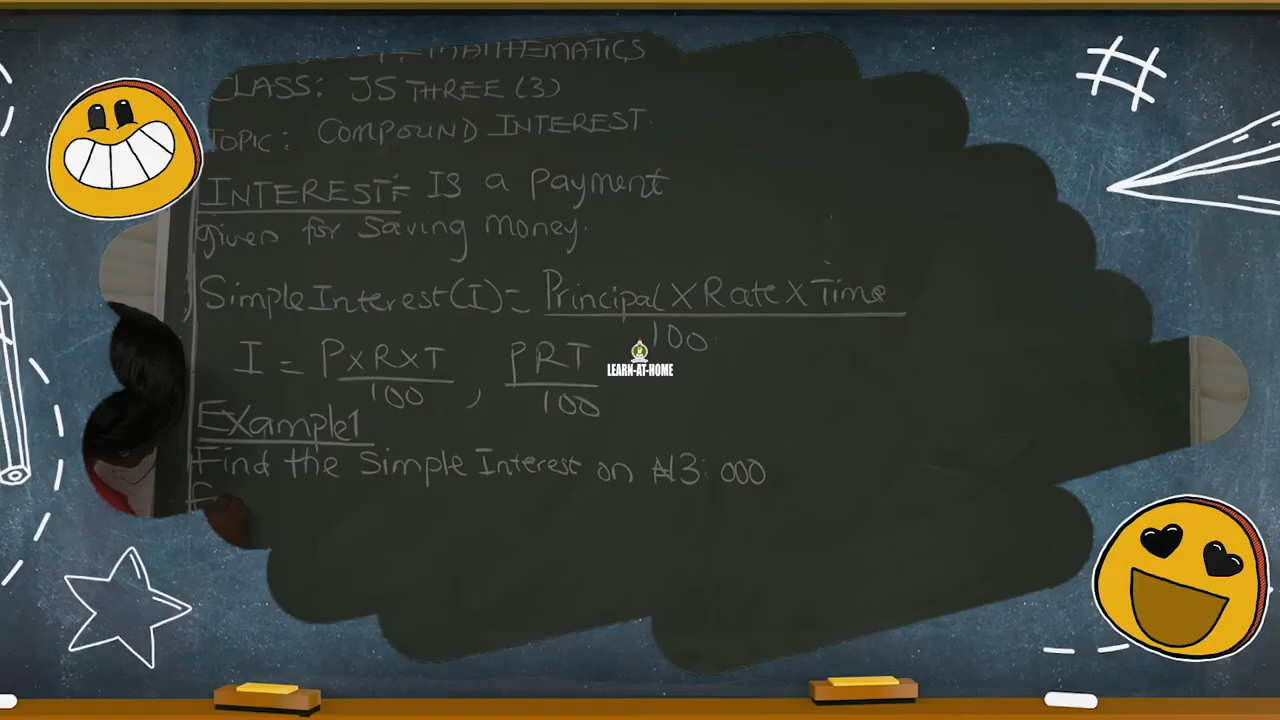 MATHEMATICS
CLASS: JS THREE (3)
TOPIC: COMPOUND INTEREST.
INTEREST:- IS a Payment
given for Saving money.
Simple Interest (I) = Principal X Rate X Time
100
I = PXRXT/100, PRT/100
LEARN-AT-HOME
Example 1
Find the Simple Interest on ₦3:000